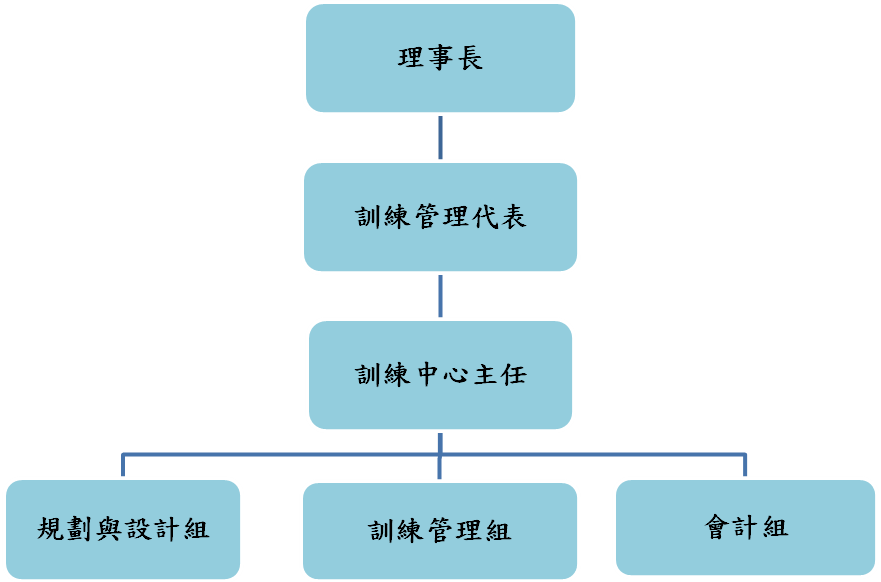 理事長
訓練管理代表
訓練中心主任
規劃與設計組
訓練管理組
會計組